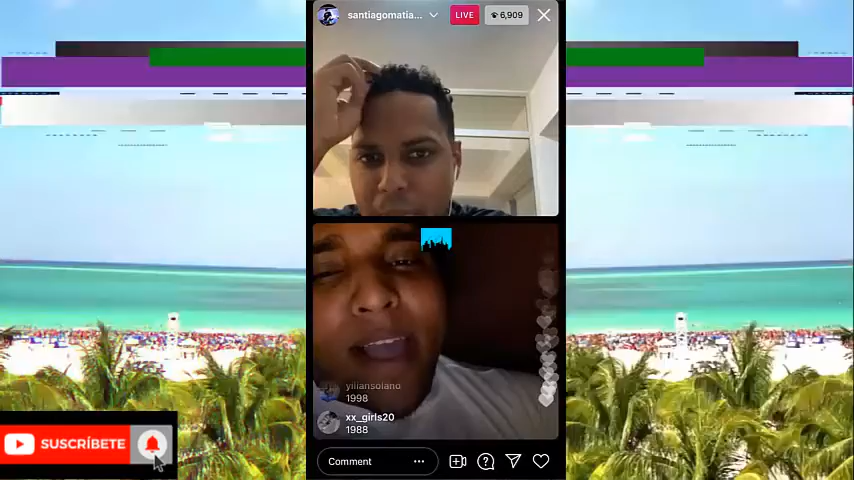 santiagomatia...
LIVE
6,909
yiliansolano
1998
xx_girls20
1988
Comment
SUSCRÍBETE